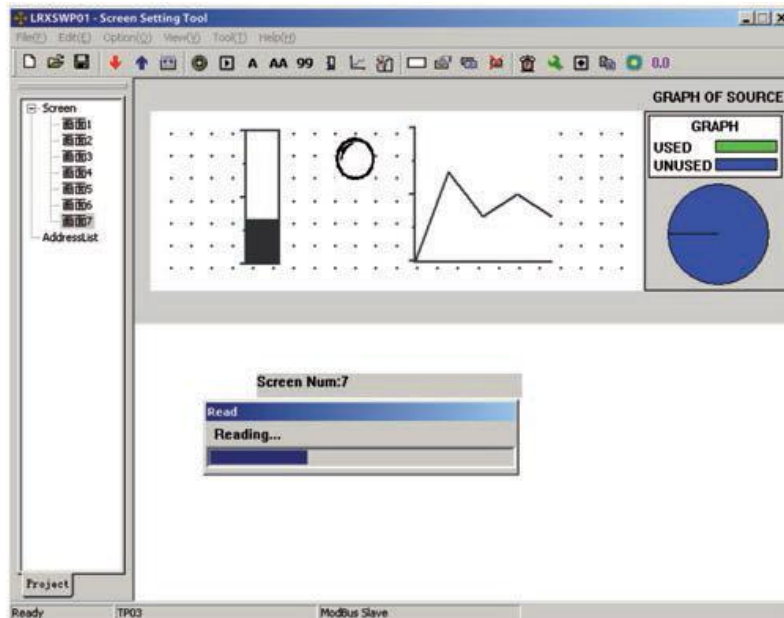 LRXSWP01 - Screen Setting Tool
File(F) Edit(E) Option(O) View(V) Tool(T) Help(H)
A AA 99 0.0
GRAPH OF SOURCE
GRAPH
USED
UNUSED
Screen
画面1
画面2
画面3
画面4
画面5
画面6
画面7
AddressList
Screen Num:7
Read
Reading...
Project
Ready TP03 ModBus Slave